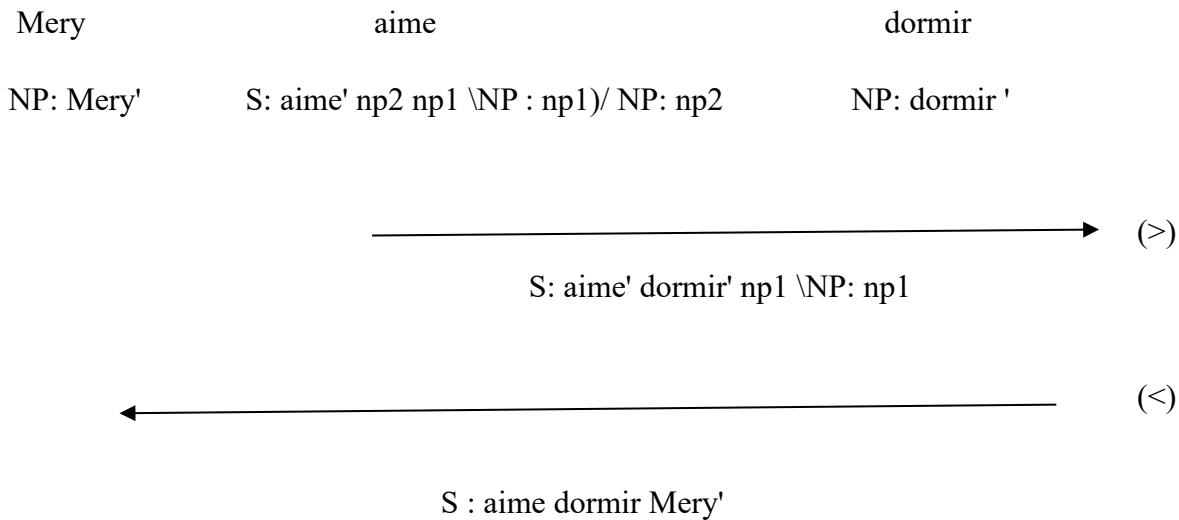 Mery aime dormir
NP: Mery' S: aime' np2 np1 \NP : np1)/ NP: np2 NP: dormir '
(>)
S: aime' dormir' np1 \NP: np1
(<)
S : aime dormir Mery'